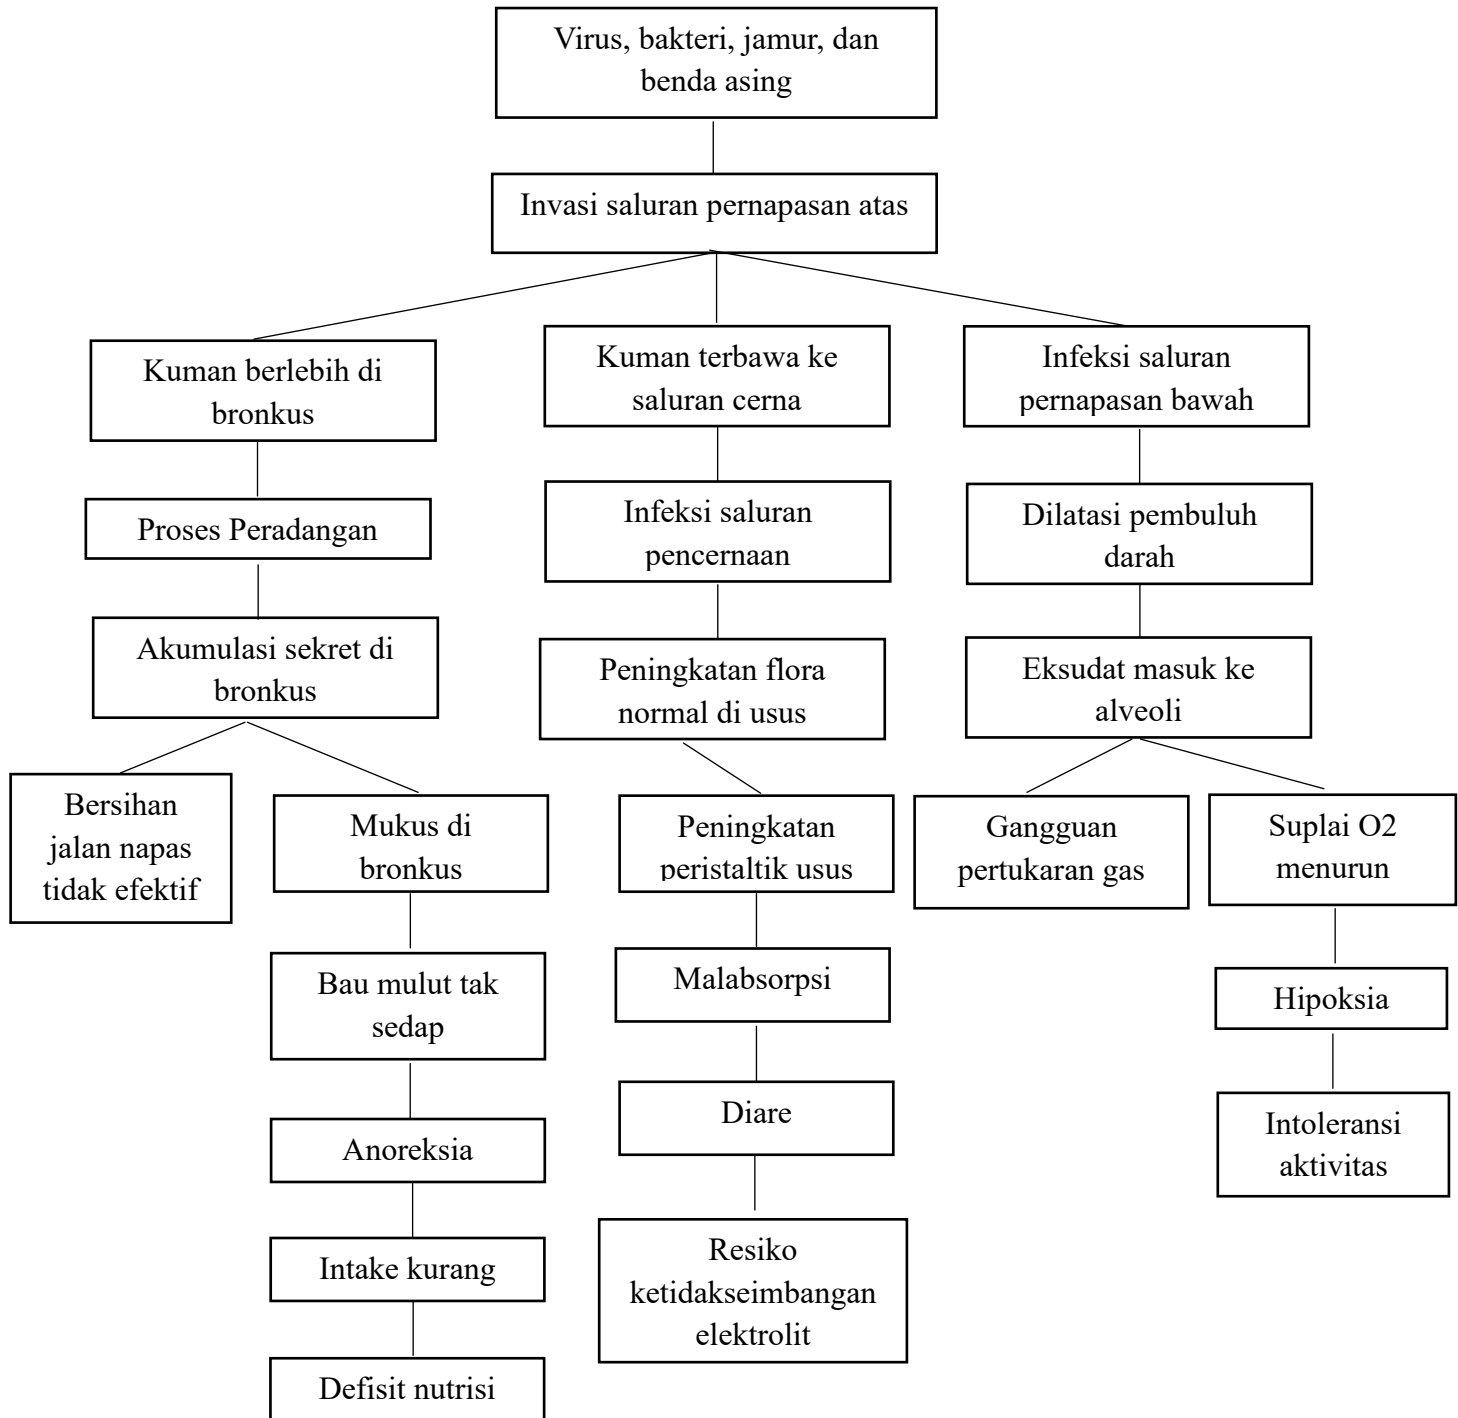 Virus, bakteri, jamur, dan
benda asing
Invasi saluran pernapasan atas
Kuman berlebih di
bronkus
Kuman terbawa ke
saluran cerna
Infeksi saluran
pernapasan bawah
Proses Peradangan
Infeksi saluran
pencernaan
Dilatasi pembuluh
darah
Akumulasi sekret di
bronkus
Peningkatan flora
normal di usus
Eksudat masuk ke
alveoli
Bersihan
jalan napas
tidak efektif
Mukus di
bronkus
Peningkatan
peristaltik usus
Gangguan
pertukaran gas
Suplai O2
menurun
Bau mulut tak
sedap
Malabsorpsi
Hipoksia
Anoreksia
Diare
Intoleransi
aktivitas
Intake kurang
Resiko
ketidakseimbangan
elektrolit
Defisit nutrisi